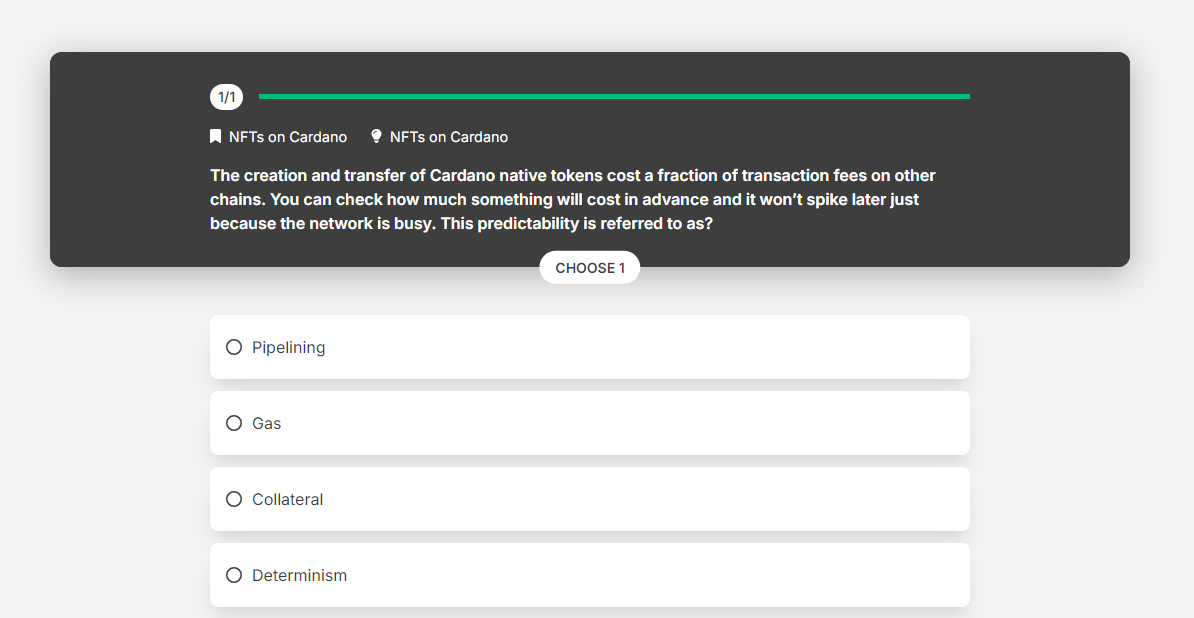 1/1
NFTs on Cardano NFTs on Cardano
The creation and transfer of Cardano native tokens cost a fraction of transaction fees on other
chains. You can check how much something will cost in advance and it won’t spike later just
because the network is busy. This predictability is referred to as?
CHOOSE 1
Pipelining
Gas
Collateral
Determinism